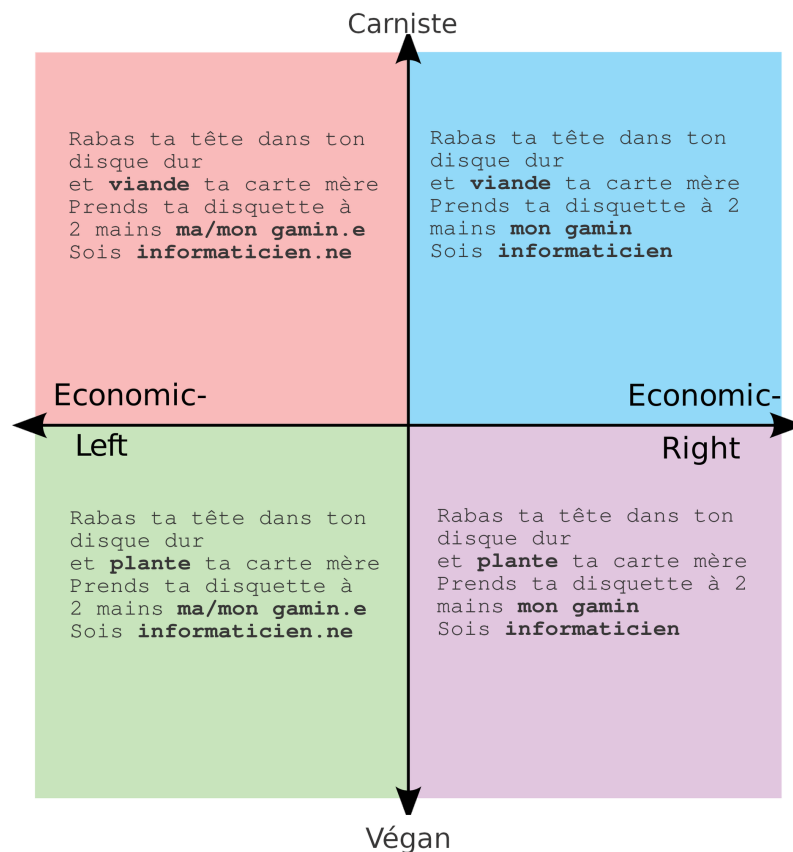 Carniste
Rabas ta tête dans ton
disque dur
et viande ta carte mère
Prends ta disquette à
2 mains ma/mon gamin.e
Sois informaticien.ne
Rabas ta tête dans ton
disque dur
et viande ta carte mère
Prends ta disquette à 2
mains mon gamin
Sois informaticien
Economic-
Left
Economic-
Right
Rabas ta tête dans ton
disque dur
et plante ta carte mère
Prends ta disquette à
2 mains ma/mon gamin.e
Sois informaticien.ne
Rabas ta tête dans ton
disque dur
et plante ta carte mère
Prends ta disquette à 2
mains mon gamin
Sois informaticien
Végan